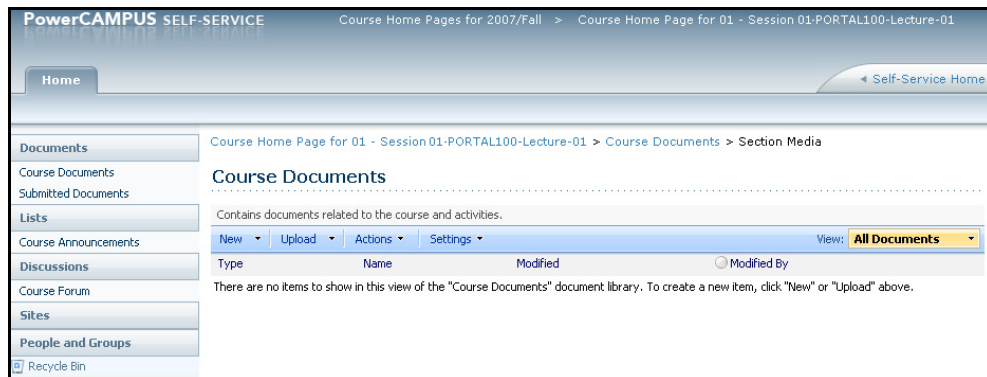 PowerCAMPUS SELF-SERVICE
Course Home Pages for 2007/Fall > Course Home Page for 01 - Session 01-PORTAL100-Lecture-01
Home
Self-Service Home
Documents
Course Documents
Submitted Documents
Lists
Course Announcements
Discussions
Course Forum
Sites
People and Groups
Recycle Bin
Course Home Page for 01 - Session 01-PORTAL100-Lecture-01 > Course Documents > Section Media
Course Documents
Contains documents related to the course and activities.
New Upload Actions Settings View: All Documents
Type Name Modified Modified By
There are no items to show in this view of the "Course Documents" document library. To create a new item, click "New" or "Upload" above.